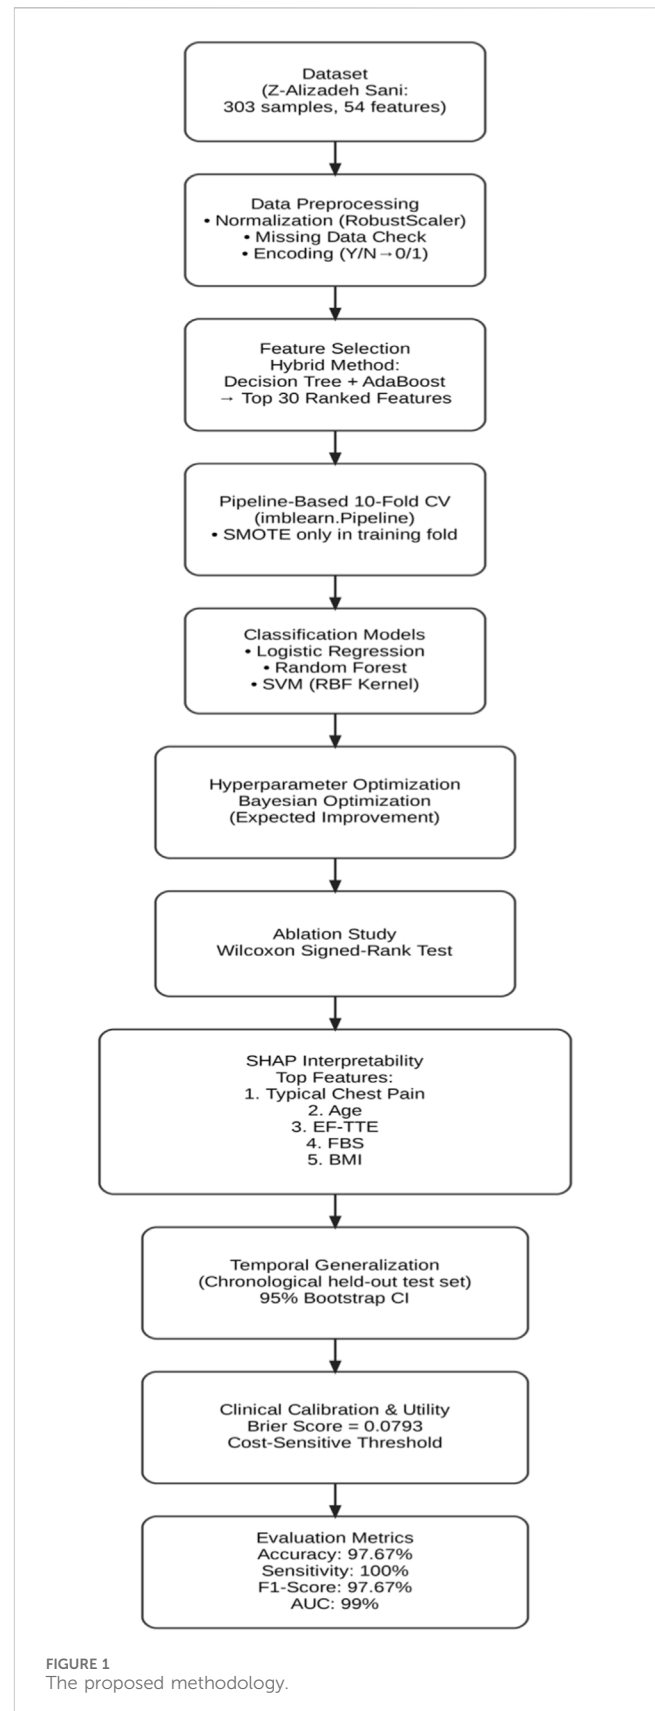 Dataset
(Z-Alizadeh Sani:
303 samples, 54 features)
Data Preprocessing
• Normalization (RobustScaler)
• Missing Data Check
• Encoding (Y/N→0/1)
Feature Selection
Hybrid Method:
Decision Tree + AdaBoost
→ Top 30 Ranked Features
Pipeline-Based 10-Fold CV
(imblearn.Pipeline)
• SMOTE only in training fold
Classification Models
• Logistic Regression
• Random Forest
• SVM (RBF Kernel)
Hyperparameter Optimization
Bayesian Optimization
(Expected Improvement)
Ablation Study
Wilcoxon Signed-Rank Test
SHAP Interpretability
Top Features:
1. Typical Chest Pain
2. Age
3. EF-TTE
4. FBS
5. BMI
Temporal Generalization
(Chronological held-out test set)
95% Bootstrap CI
Clinical Calibration & Utility
Brier Score = 0.0793
Cost-Sensitive Threshold
Evaluation Metrics
Accuracy: 97.67%
Sensitivity: 100%
F1-Score: 97.67%
AUC: 99%
FIGURE 1
The proposed methodology.